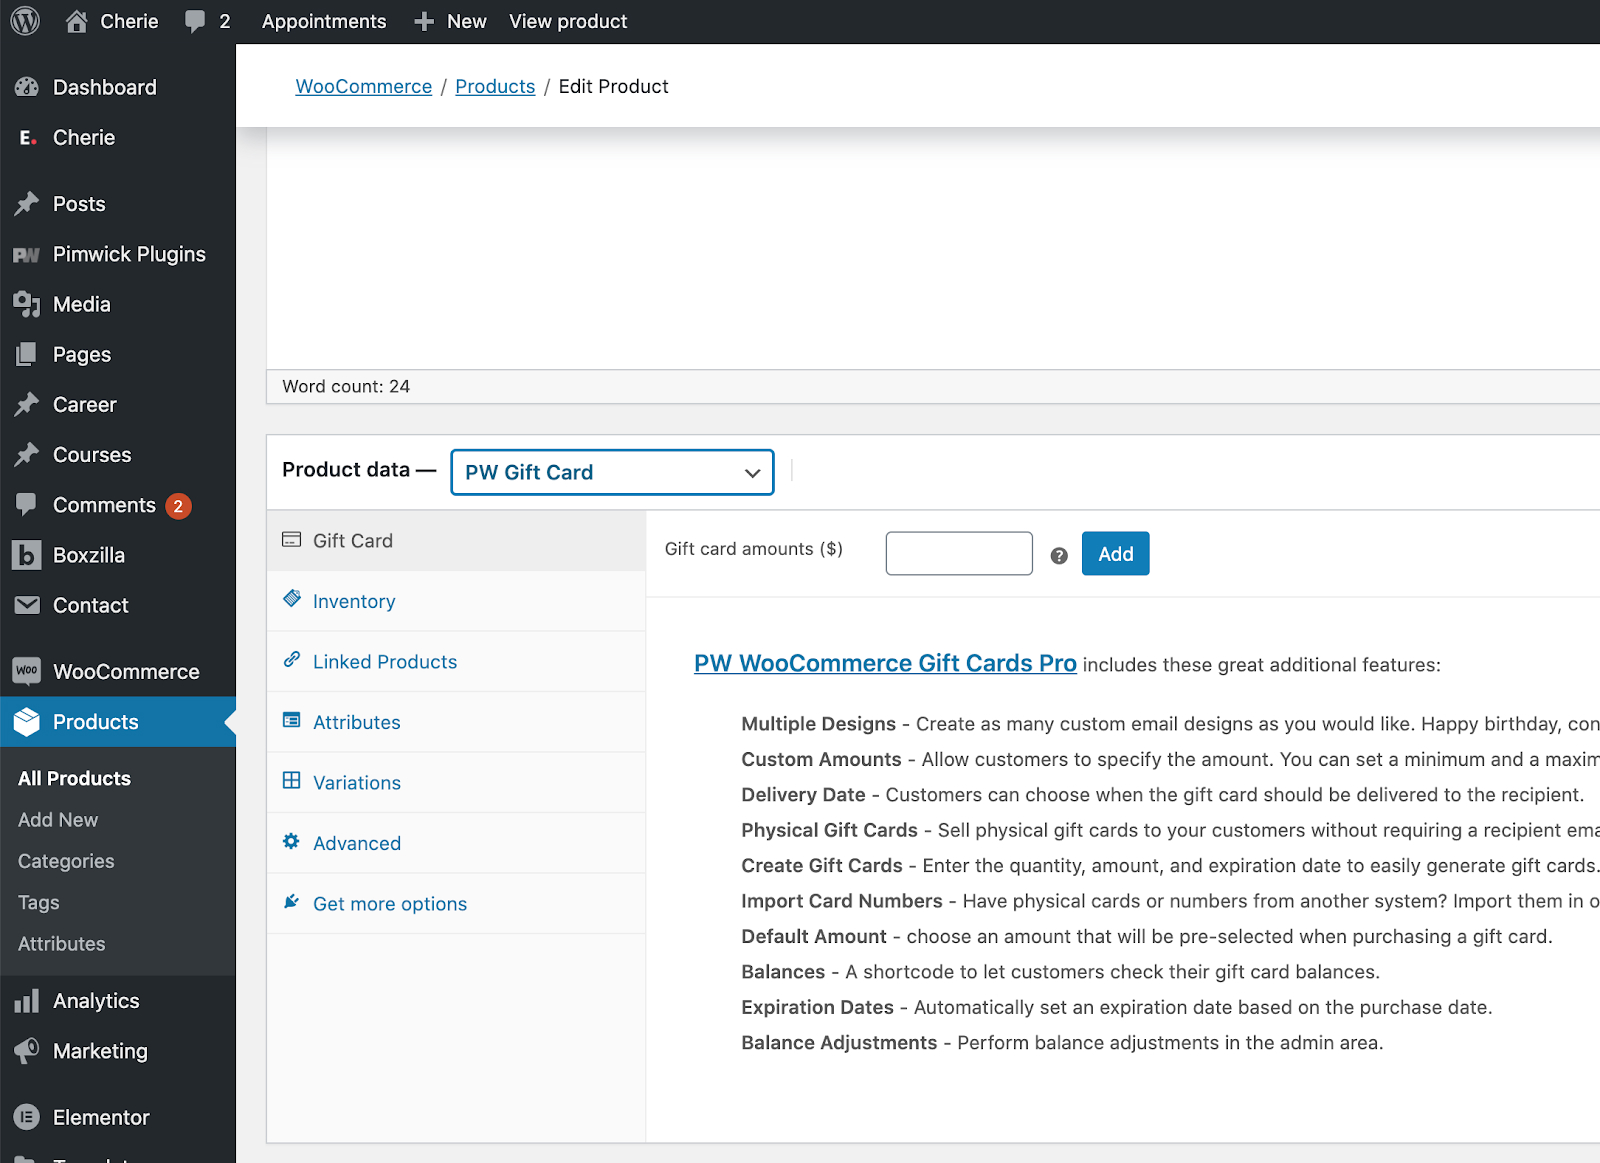 Cherie 2 Appointments + New View product
Dashboard
E. Cherie
Posts
PW Pimwick Plugins
Media
Pages
Career
Courses
Comments 2
b Boxzilla
Contact
Woo WooCommerce
Products
All Products
Add New
Categories
Tags
Attributes
Analytics
Marketing
Elementor
WooCommerce / Products / Edit Product
Word count: 24
Product data — PW Gift Card
Gift Card
Inventory
Linked Products
Attributes
Variations
Advanced
Get more options
Gift card amounts ($) ? Add
PW WooCommerce Gift Cards Pro includes these great additional features:
Multiple Designs - Create as many custom email designs as you would like. Happy birthday,
Custom Amounts - Allow customers to specify the amount. You can set a minimum and a
Delivery Date - Customers can choose when the gift card should be delivered to the recipient.
Physical Gift Cards - Sell physical gift cards to your customers without requiring a recipient
Create Gift Cards - Enter the quantity, amount, and expiration date to easily generate gift cards.
Import Card Numbers - Have physical cards or numbers from another system? Import them in
Default Amount - choose an amount that will be pre-selected when purchasing a gift card.
Balances - A shortcode to let customers check their gift card balances.
Expiration Dates - Automatically set an expiration date based on the purchase date.
Balance Adjustments - Perform balance adjustments in the admin area.